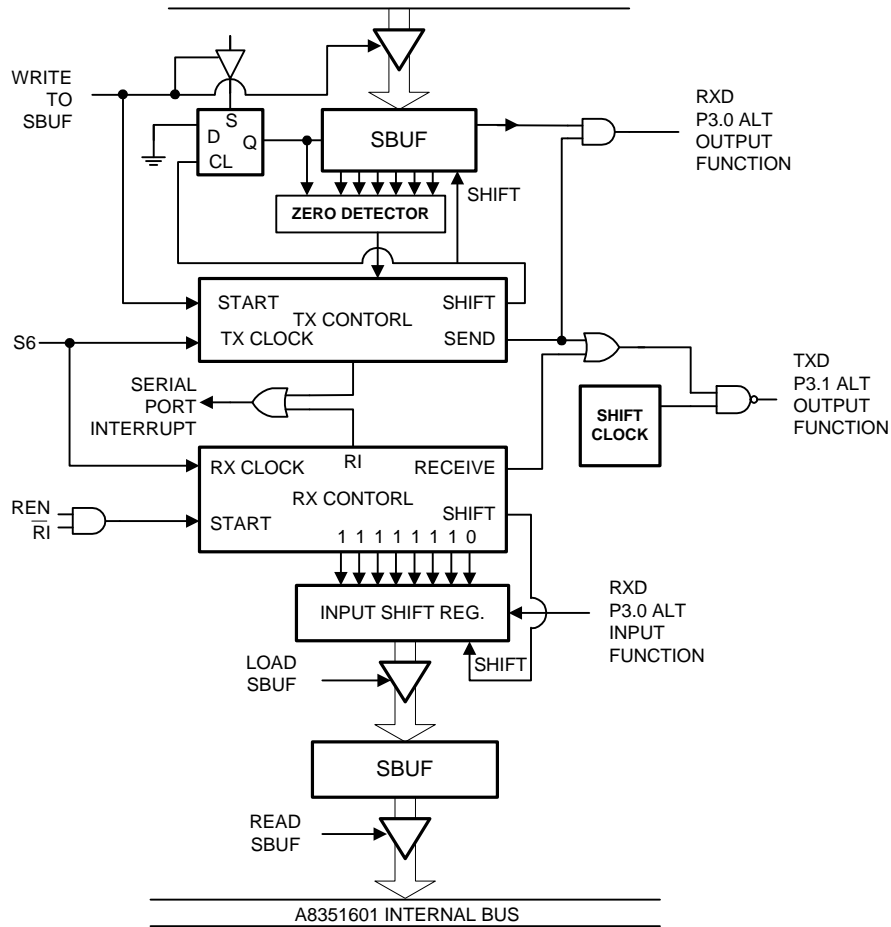 WRITE
TO
SBUF
S
D
Q
CL
SBUF
RXD
P3.0 ALT
OUTPUT
FUNCTION
ZERO DETECTOR
SHIFT
START
SHIFT
TX CONTORL
TX CLOCK
SEND
S6
SERIAL
PORT
INTERRUPT
SHIFT
CLOCK
TXD
P3.1 ALT
OUTPUT
FUNCTION
RX CLOCK
RI
RECEIVE
RX CONTORL
SHIFT
REN
RI
START
1 1 1 1 1 1 1 0
INPUT SHIFT REG.
RXD
P3.0 ALT
INPUT
FUNCTION
LOAD
SBUF
SHIFT
SBUF
READ
SBUF
A8351601 INTERNAL BUS